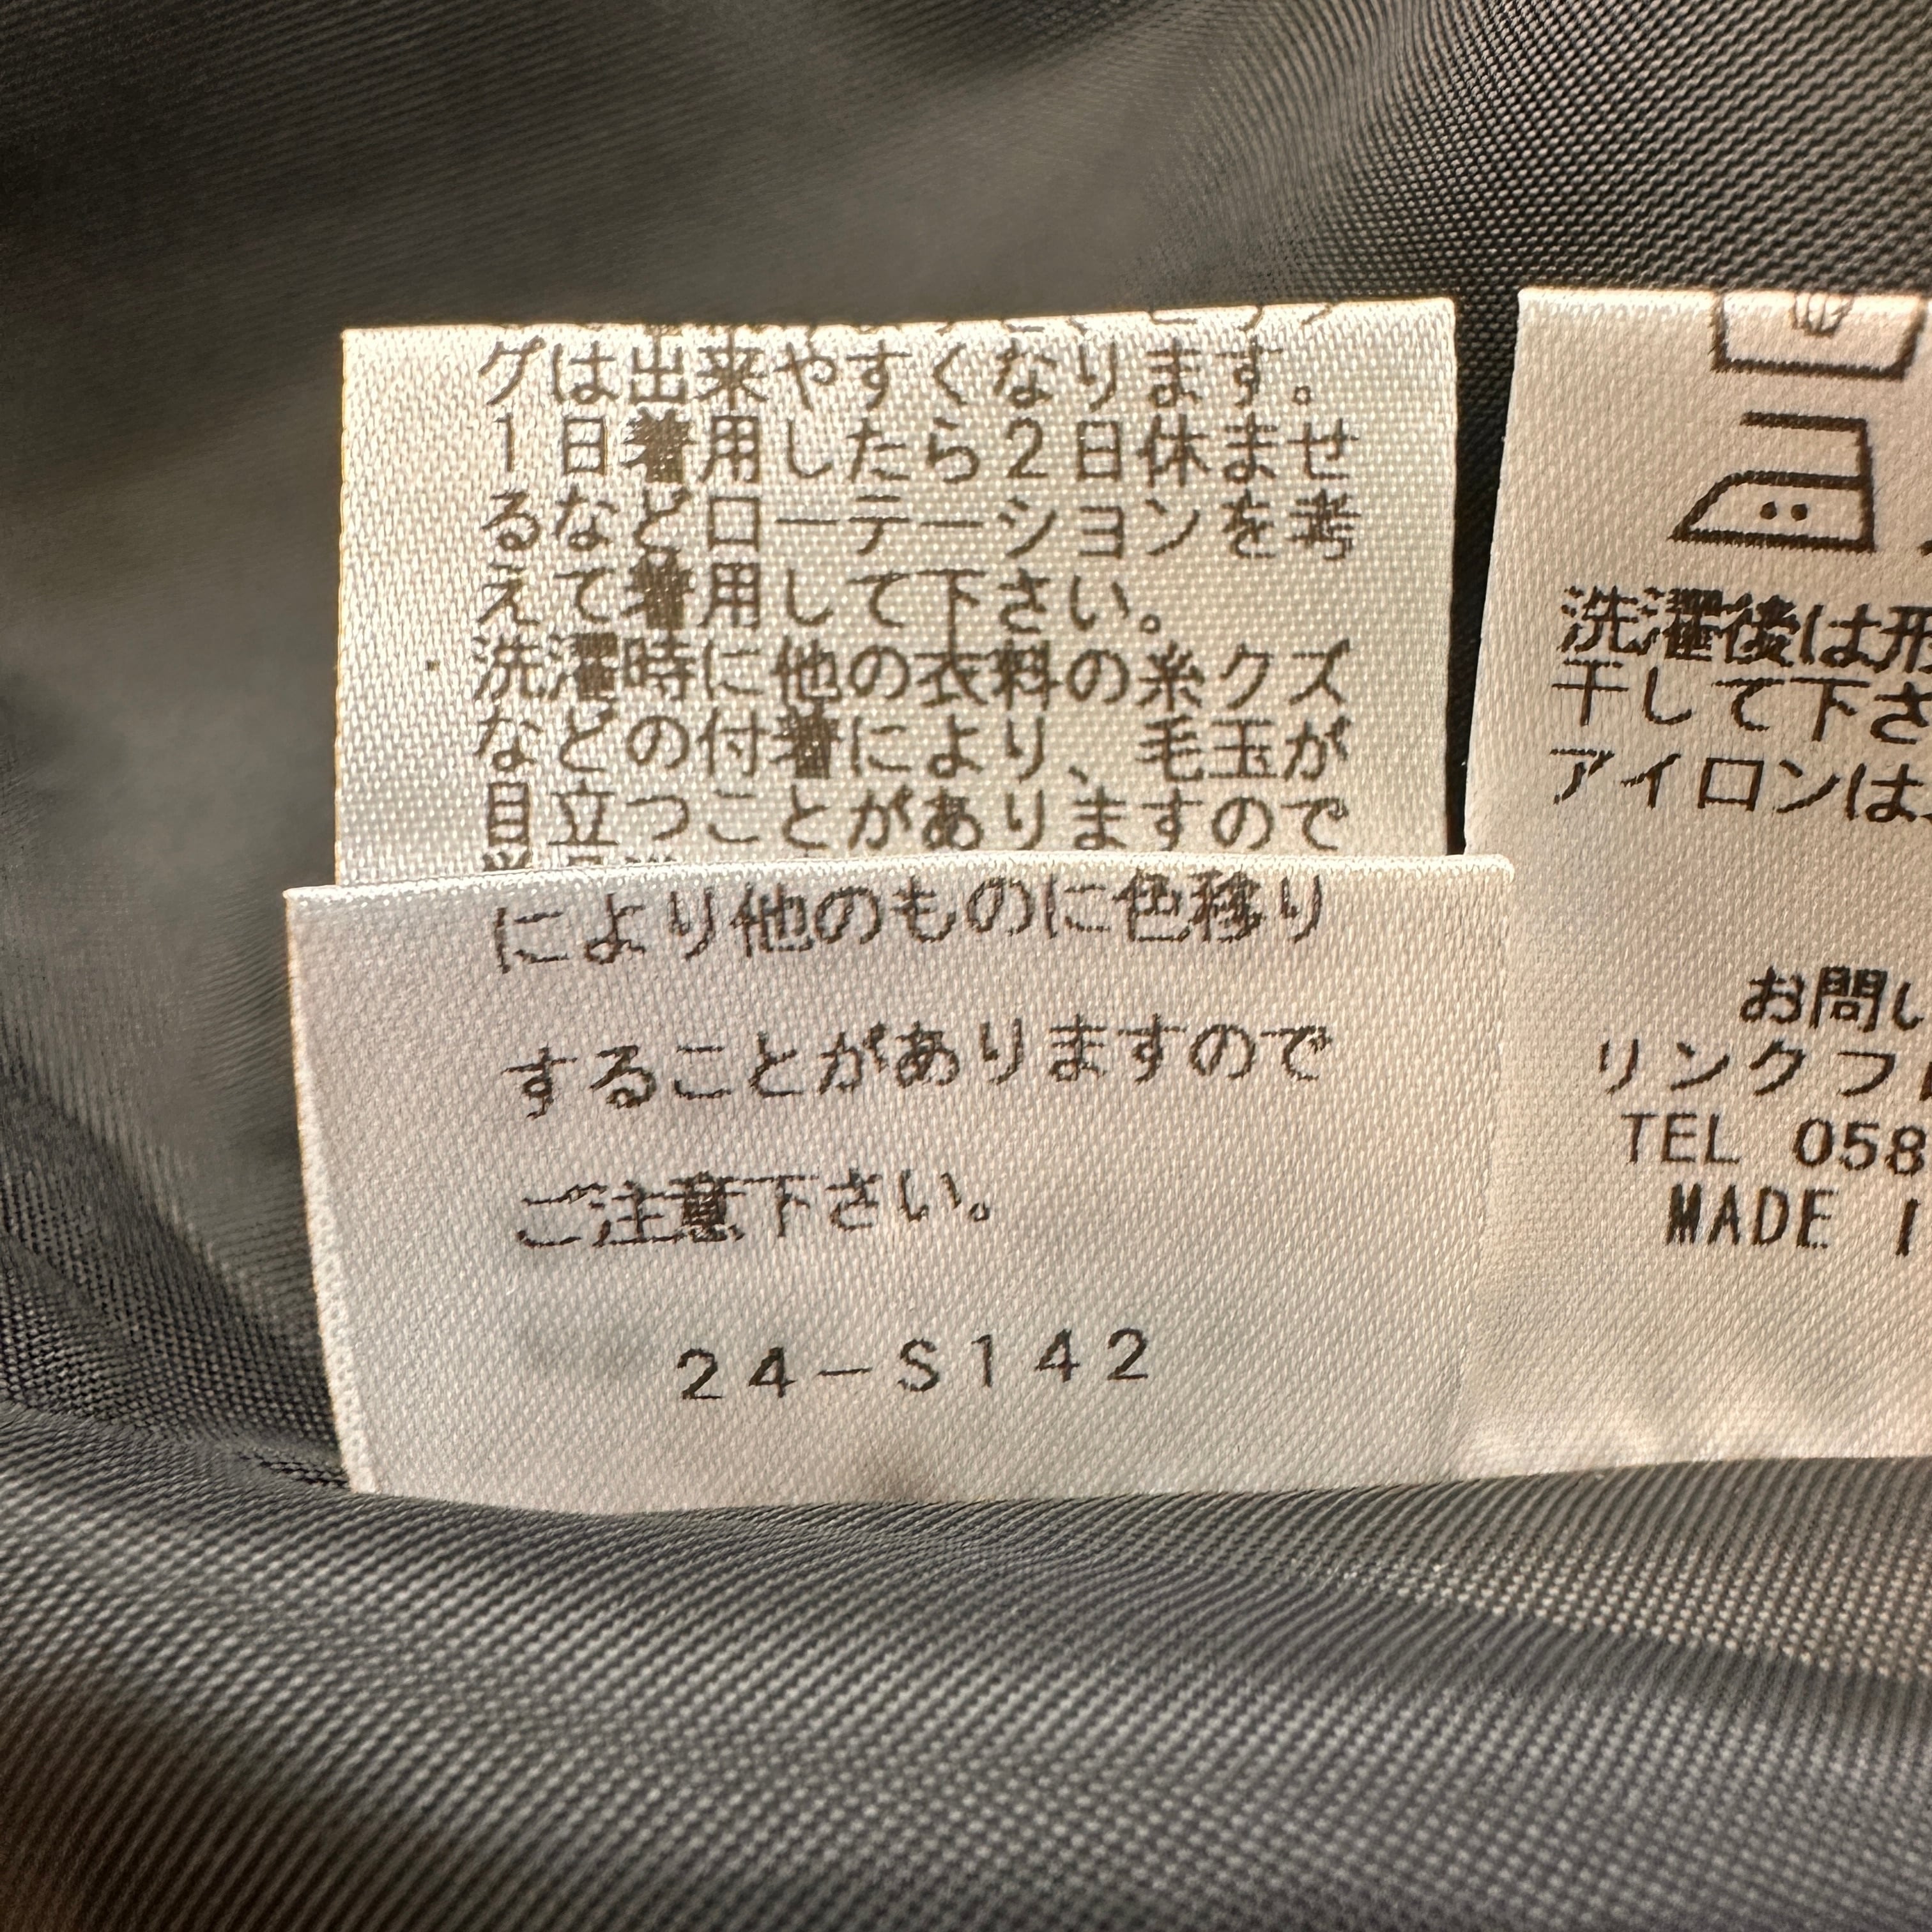 グは出来やすくなります。
1日着用したら2日休ませ
るなどローテーションを考
えて着用して下さい。
洗濯時に他の衣料の糸クズ
など の付着により、毛玉が
目立つことがありますので
により他のものに色移り
することがありますので
ご注意下さい。
24-S142
洗濯後は形
干して下さ
アイロンは
お問い
リンクフ
TEL 058
MADE I